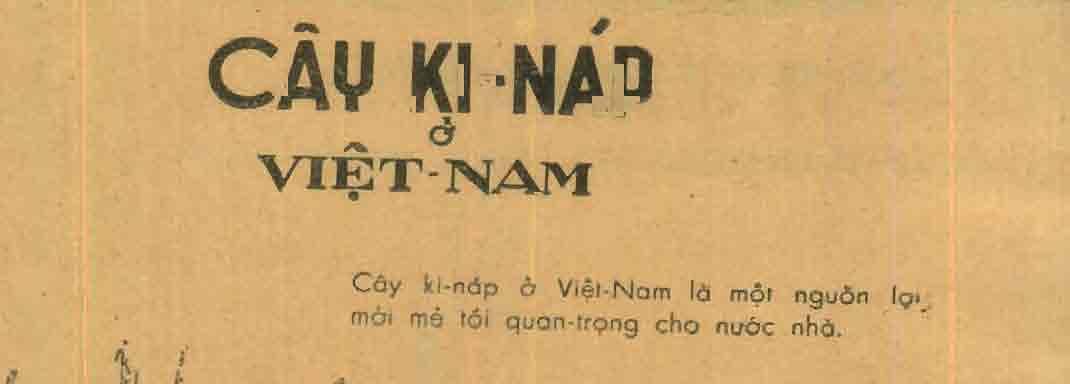 CÂY KI-NÁP
Ở
VIỆT-NAM
Cây ki-náp ở Việt-Nam là một nguồn lợi
mới mẻ tối quan-trọng cho nước nhà.